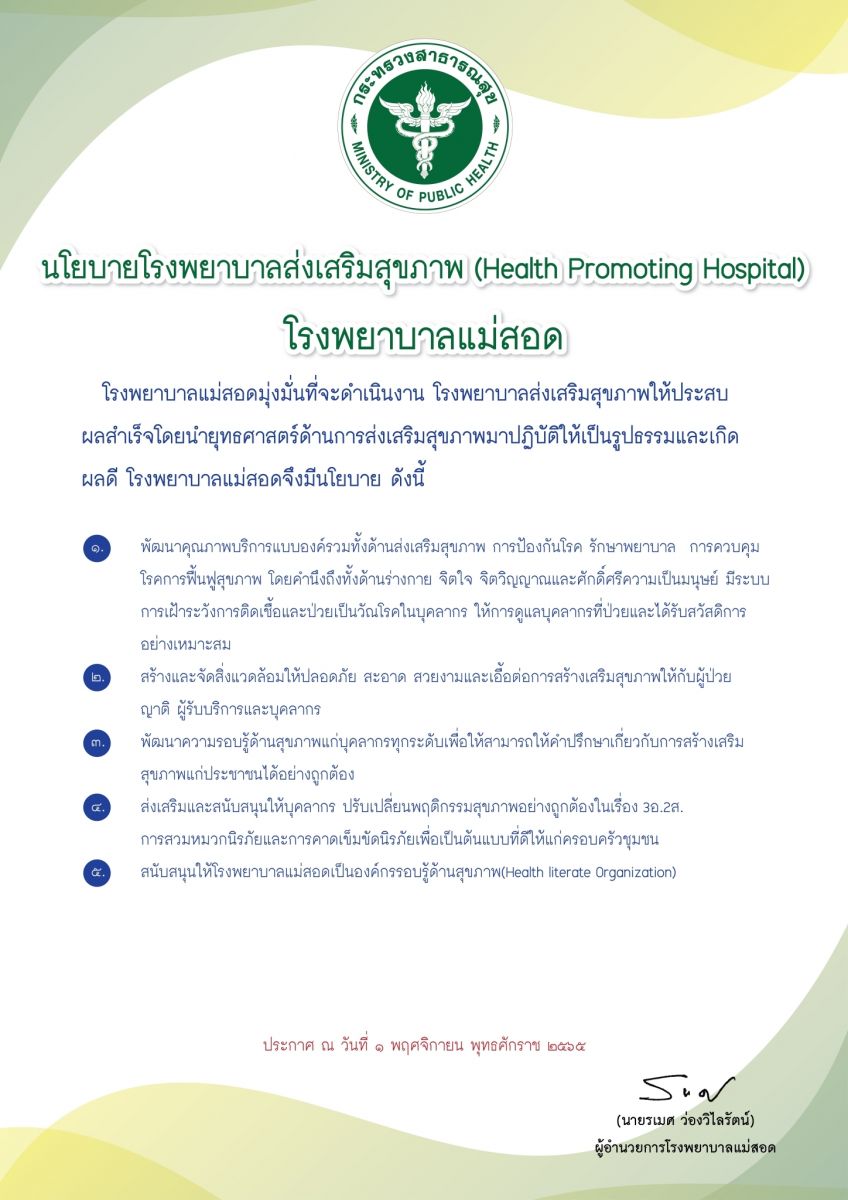 กระทรวงสาธารณสุข
MINISTRY OF PUBLIC HEALTH
นโยบายโรงพยาบาลส่งเสริมสุขภาพ (Health Promoting Hospital)
โรงพยาบาลแม่สอด
โรงพยาบาลแม่สอดมุ่งมั่นที่จะดำเนินงาน โรงพยาบาลส่งเสริมสุขภาพให้ประสบ
ผลสำเร็จโดยนำยุทธศาสตร์ด้านการส่งเสริมสุขภาพมาปฏิบัติให้เป็นรูปธรรมและเกิด
ผลดี โรงพยาบาลแม่สอดจึงมีนโยบาย ดังนี้
๑. พัฒนาคุณภาพบริการแบบองค์รวมทั้งด้านส่งเสริมสุขภาพ การป้องกันโรค รักษาพยาบาล การควบคุม
โรคการฟื้นฟูสุขภาพ โดยคำนึงถึงทั้งด้านร่างกาย จิตใจ จิตวิญญาณและศักดิ์ศรีความเป็นมนุษย์ มีระบบ
การเฝ้าระวังการติดเชื้อและป่วยเป็นวัณโรคในบุคลากร ให้การดูแลบุคลากรที่ป่วยและได้รับสวัสดิการ
อย่างเหมาะสม
๒. สร้างและจัดสิ่งแวดล้อมให้ปลอดภัย สะอาด สวยงามและเอื้อต่อการสร้างเสริมสุขภาพให้กับผู้ป่วย
ญาติ ผู้รับบริการและบุคลากร
๓. พัฒนาความรอบรู้ด้านสุขภาพแก่บุคลากรทุกระดับเพื่อให้สามารถให้คำปรึกษาเกี่ยวกับการสร้างเสริม
สุขภาพแก่ประชาชนได้อย่างถูกต้อง
๔. ส่งเสริมและสนับสนุนให้บุคลากร ปรับเปลี่ยนพฤติกรรมสุขภาพอย่างถูกต้องในเรื่อง 3อ.2ส.
การสวมหมวกนิรภัยและการคาดเข็มขัดนิรภัยเพื่อเป็นต้นแบบที่ดีให้แก่ครอบครัวชุมชน
๕. สนับสนุนให้โรงพยาบาลแม่สอดเป็นองค์กรรอบรู้ด้านสุขภาพ(Health literate Organization)
ประกาศ ณ วันที่ ๑ พฤศจิกายน พุทธศักราช ๒๕๖๕
(นายรเมศ ว่องวิไลรัตน์)
ผู้อำนวยการโรงพยาบาลแม่สอด